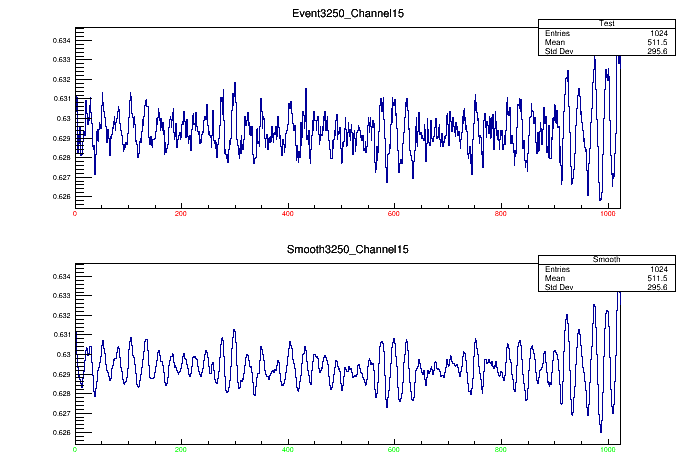 Event3250_Channel15
Test
Entries 1024
Mean 511.5
Std Dev 295.6
0.634
0.633
0.632
0.631
0.63
0.629
0.628
0.627
0.626
0 200 400 600 800 1000
Smooth3250_Channel15
Smooth
Entries 1024
Mean 511.5
Std Dev 295.6
0.634
0.633
0.632
0.631
0.63
0.629
0.628
0.627
0.626
0 200 400 600 800 1000